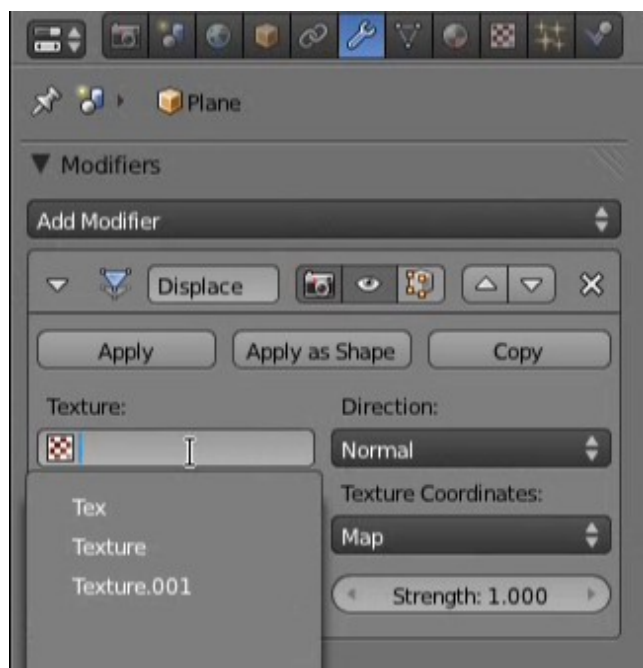 Plane
Modifiers
Add Modifier
Displace
Apply
Apply as Shape
Copy
Texture:
Direction:
Normal
Tex
Texture
Texture.001
Texture Coordinates:
Map
Strength: 1.000